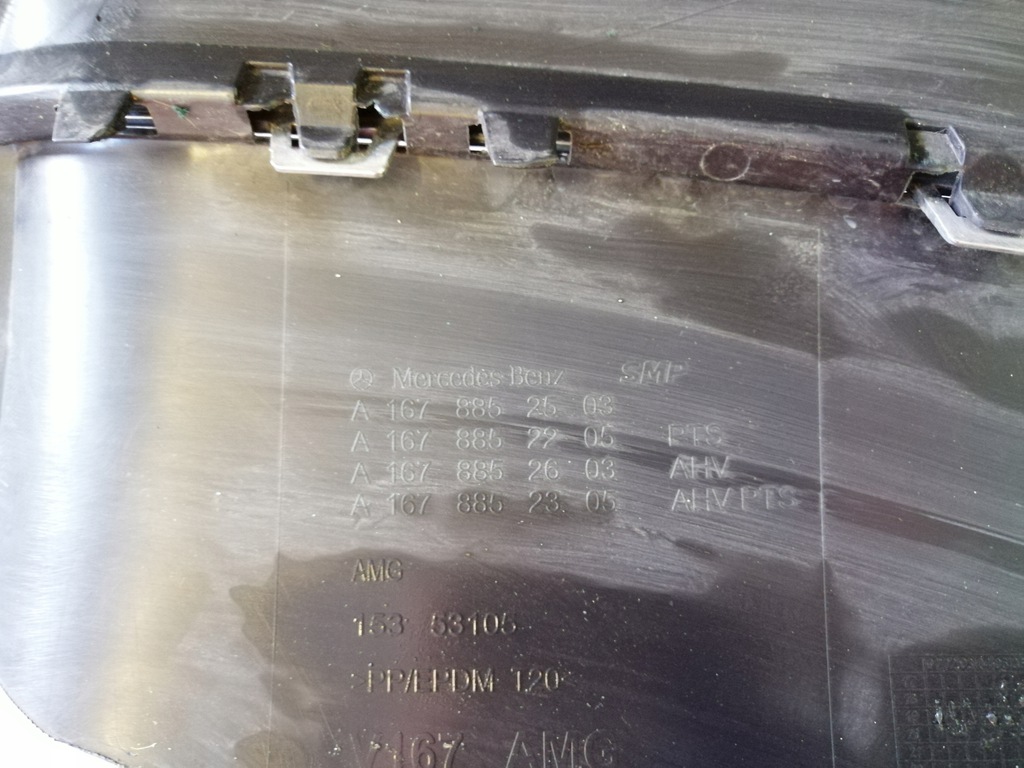 Mercedes-Benz SMP
A 167 885 25 03
A 167 885 22 05 PTS
A 167 885 26 03 AHV
A 167 885 23 05 AHV PTS
AMG
153 53105
>PP/EPDM T20<
V167 AMG